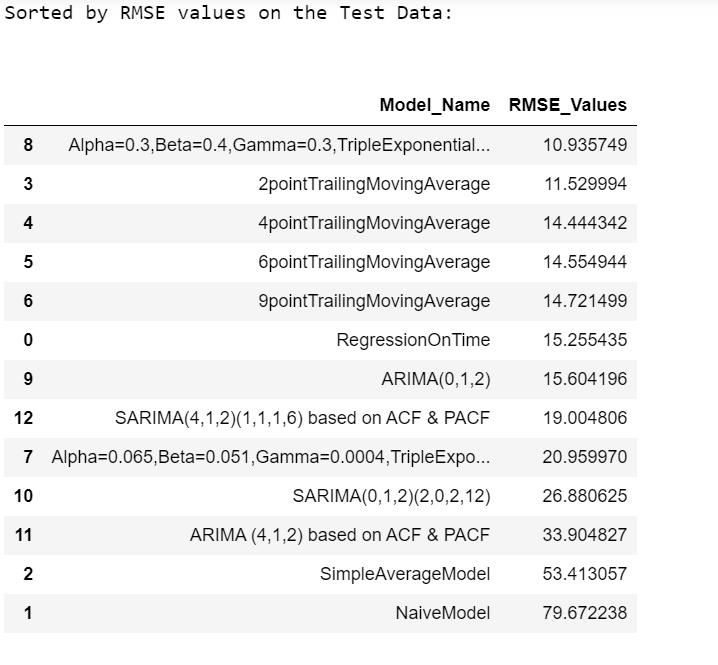 Sorted by RMSE values on the Test Data:
Model_Name RMSE_Values
8 Alpha=0.3,Beta=0.4,Gamma=0.3,TripleExponential... 10.935749
3 2pointTrailingMovingAverage 11.529994
4 4pointTrailingMovingAverage 14.444342
5 6pointTrailingMovingAverage 14.554944
6 9pointTrailingMovingAverage 14.721499
0 RegressionOnTime 15.255435
9 ARIMA(0,1,2) 15.604196
12 SARIMA(4,1,2)(1,1,1,6) based on ACF & PACF 19.004806
7 Alpha=0.065,Beta=0.051,Gamma=0.0004,TripleExpo... 20.959970
10 SARIMA(0,1,2)(2,0,2,12) 26.880625
11 ARIMA (4,1,2) based on ACF & PACF 33.904827
2 SimpleAverageModel 53.413057
1 NaiveModel 79.672238